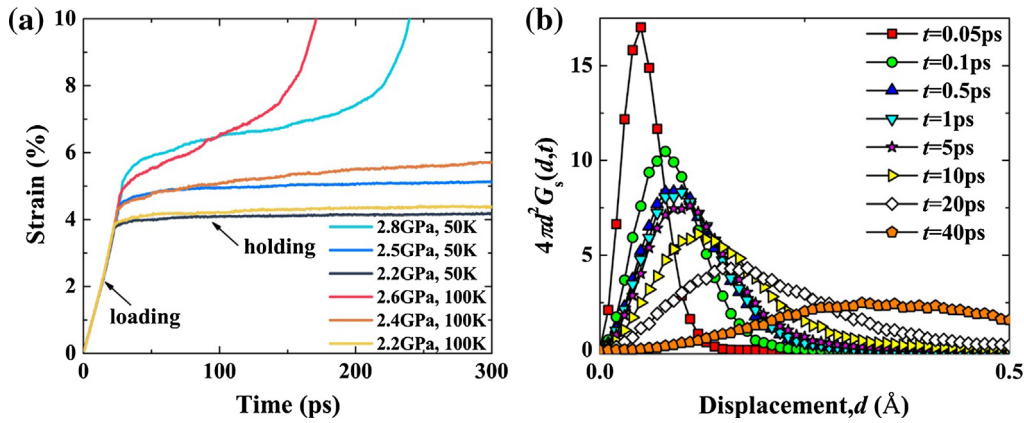 (a)
10
8
6
4
2
0
Strain (%)
loading
holding
2.8GPa, 50K
2.5GPa, 50K
2.2GPa, 50K
2.6GPa, 100K
2.4GPa, 100K
2.2GPa, 100K
0 100 200 300
Time (ps)
(b)
15
10
5
0
4πd²Gₛ(d,t)
t=0.05ps
t=0.1ps
t=0.5ps
t=1ps
t=5ps
t=10ps
t=20ps
t=40ps
0.0 0.5
Displacement,d (Å)